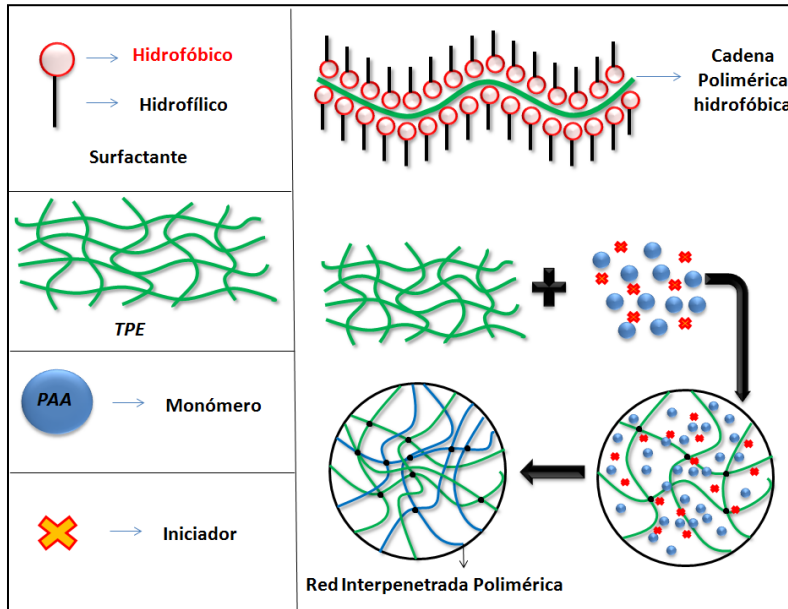 Hidrofóbico
Hidrofílico
Surfactante
TPE
PAA
Monómero
Iniciador
Cadena
Polimérica
hidrofóbica
Red Interpenetrada Polimérica